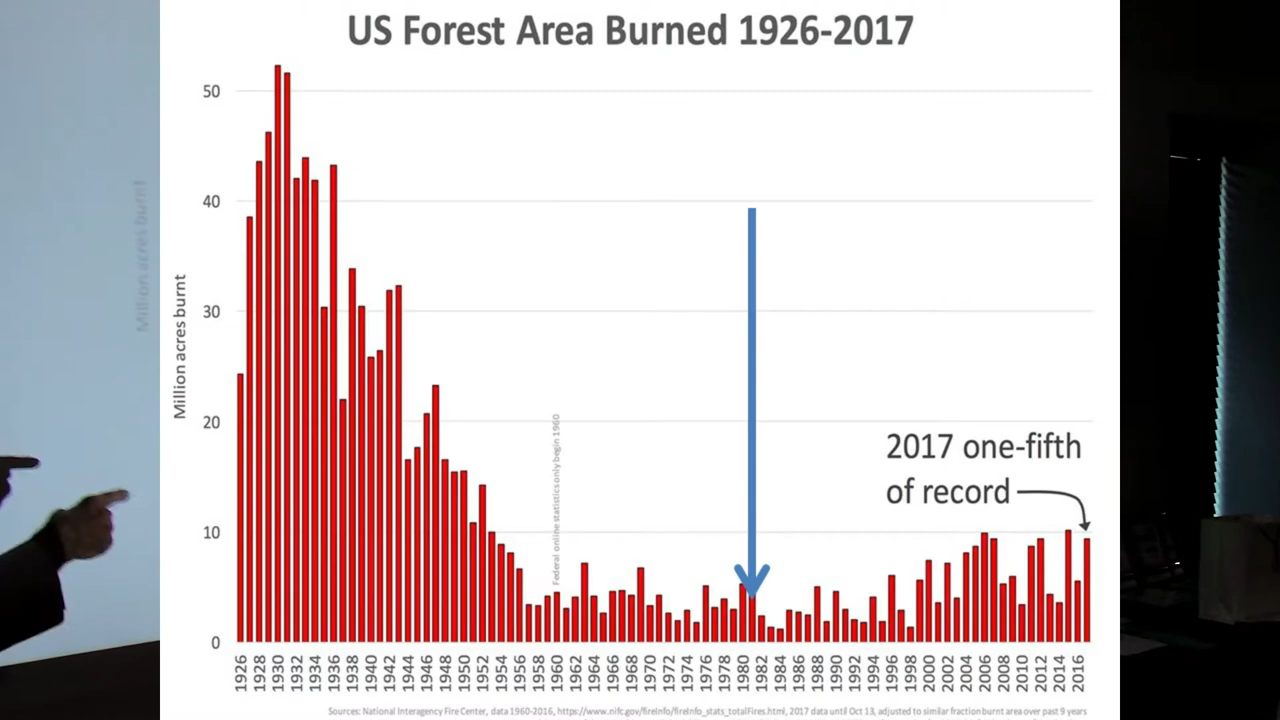 US Forest Area Burned 1926-2017
Million acres burnt
Million acres burnt
50
40
30
20
10
0
Federal online statistics only begin 1960
2017 one-fifth
of record
1926 1928 1930 1932 1934 1936 1938 1940 1942 1944 1946 1948 1950 1952 1954 1956 1958 1960 1962 1964 1966 1968 1970 1972 1974 1976 1978 1980 1982 1984 1986 1988 1990 1992 1994 1996 1998 2000 2002 2004 2006 2008 2010 2012 2014 2016
Sources: National Interagency Fire Center, data 1960-2016, https://www.nifc.gov/fireInfo/fireInfo_stats_totalFires.html, 2017 data until Oct 13, adjusted to similar fraction burnt area over past 9 years